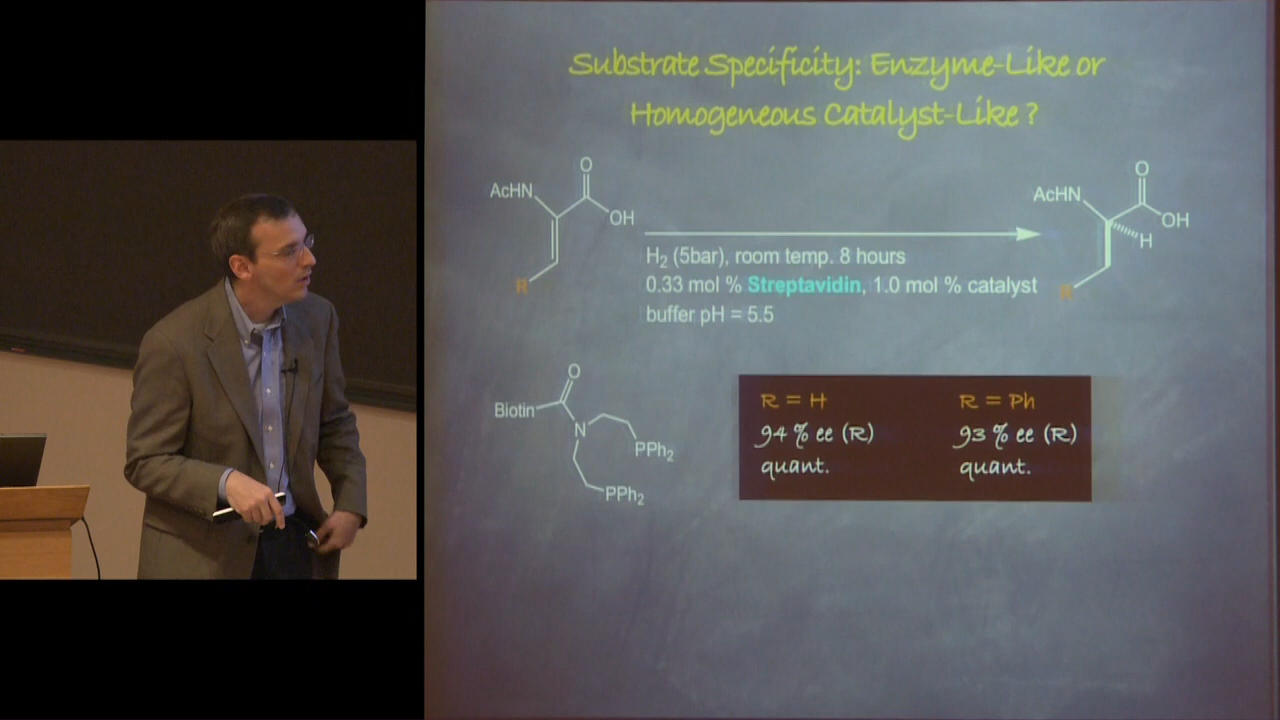 Substrate Specificity: Enzyme-Like or
Homogeneous Catalyst-Like ?
AcHN
O
OH
R
H₂ (5bar), room temp. 8 hours
0.33 mol % Streptavidin, 1.0 mol % catalyst
buffer pH = 5.5
AcHN
O
OH
H
R
O
Biotin
N
PPh₂
PPh₂
R = H
94 % ee (R)
quant.
R = Ph
93 % ee (R)
quant.